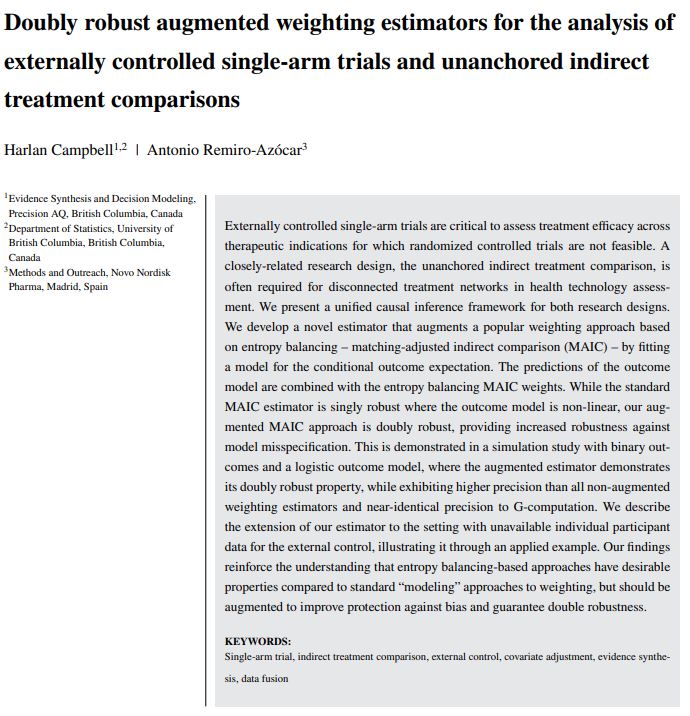 Doubly robust augmented weighting estimators for the analysis of
externally controlled single-arm trials and unanchored indirect
treatment comparisons
Harlan Campbell1,2 | Antonio Remiro-Azócar3
1Evidence Synthesis and Decision Modeling,
Precision AQ, British Columbia, Canada
2Department of Statistics, University of
British Columbia, British Columbia,
Canada
3Methods and Outreach, Novo Nordisk
Pharma, Madrid, Spain
Externally controlled single-arm trials are critical to assess treatment efficacy across
therapeutic indications for which randomized controlled trials are not feasible. A
closely-related research design, the unanchored indirect treatment comparison, is
often required for disconnected treatment networks in health technology assess-
ment. We present a unified causal inference framework for both research designs.
We develop a novel estimator that augments a popular weighting approach based
on entropy balancing – matching-adjusted indirect comparison (MAIC) – by fitting
a model for the conditional outcome expectation. The predictions of the outcome
model are combined with the entropy balancing MAIC weights. While the standard
MAIC estimator is singly robust where the outcome model is non-linear, our aug-
mented MAIC approach is doubly robust, providing increased robustness against
model misspecification. This is demonstrated in a simulation study with binary out-
comes and a logistic outcome model, where the augmented estimator demonstrates
its doubly robust property, while exhibiting higher precision than all non-augmented
weighting estimators and near-identical precision to G-computation. We describe
the extension of our estimator to the setting with unavailable individual participant
data for the external control, illustrating it through an applied example. Our findings
reinforce the understanding that entropy balancing-based approaches have desirable
properties compared to standard “modeling” approaches to weighting, but should be
augmented to improve protection against bias and guarantee double robustness.
KEYWORDS:
Single-arm trial, indirect treatment comparison, external control, covariate adjustment, evidence synthe-
sis, data fusion